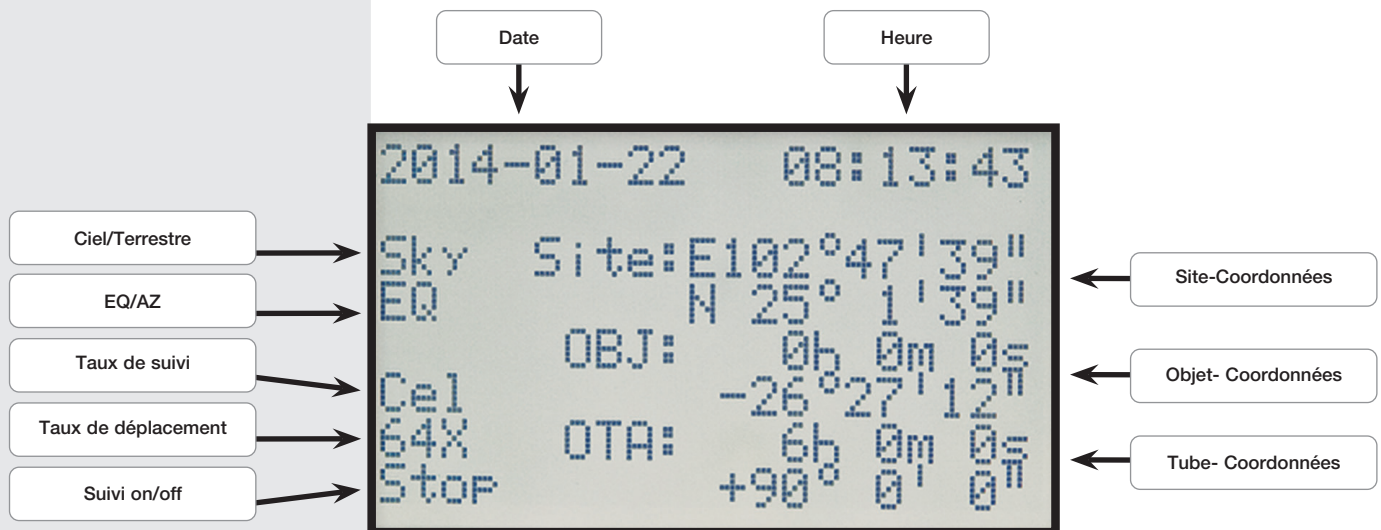 Date
Heure
2014-01-22 08:13:43
Ciel/Terrestre
Sky Site:E102°47'39"
Site-Coordonnées
EQ/AZ
EQ N 25° 1'39"
Taux de suivi
OBJ: 0h 0m 0s
Objet- Coordonnées
Cel -26°27'12"
Taux de déplacement
64X OTA: 6h 0m 0s
Tube- Coordonnées
Suivi on/off
Stop +90° 0' 0"